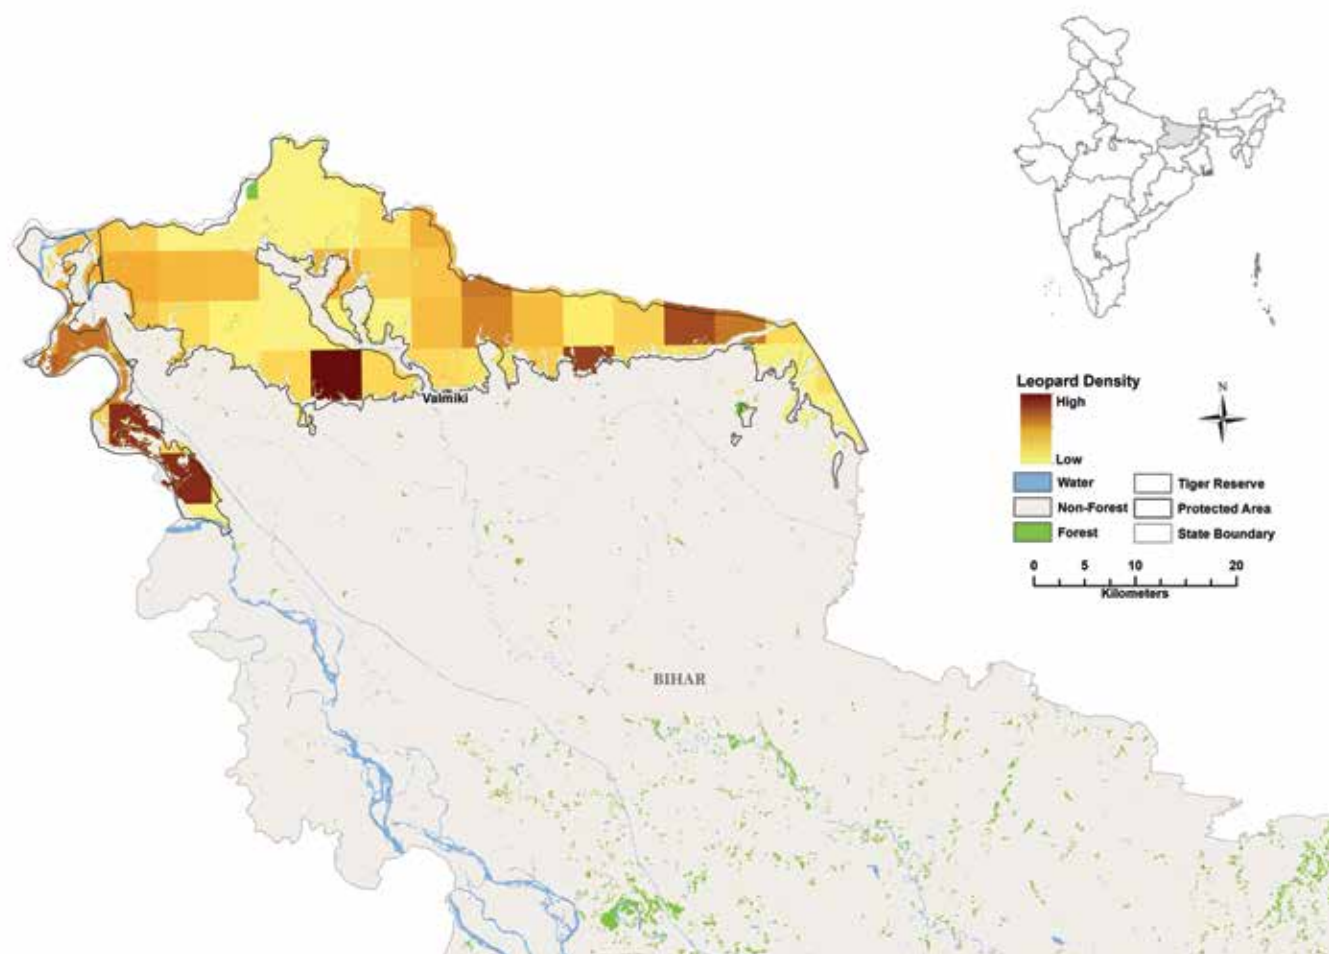 N
Leopard Density
High
Low
Water
Non-Forest
Forest
Tiger Reserve
Protected Area
State Boundary
0 5 10 20
Kilometers
Valmiki
BIHAR